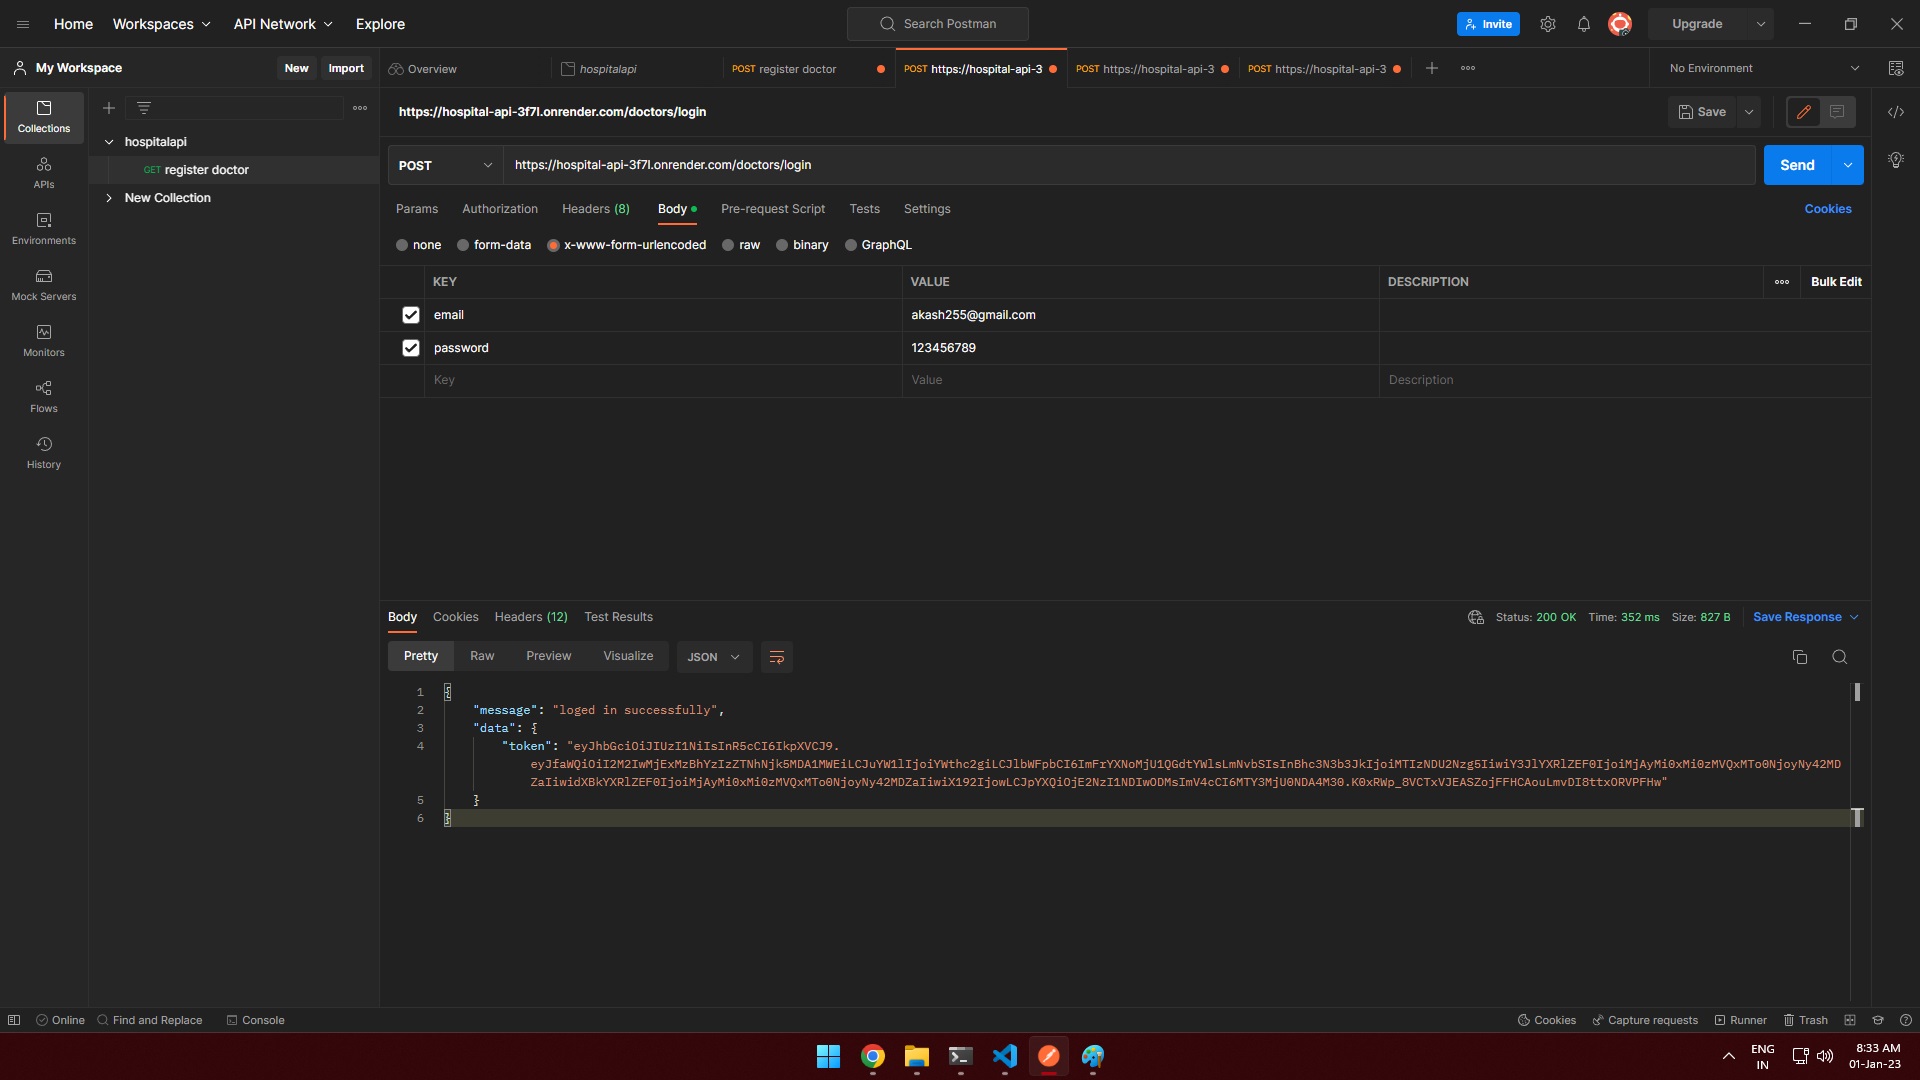 Home Workspaces API Network Explore Search Postman Invite Upgrade
My Workspace New Import Overview hospitalapi POST register doctor POST https://hospital-api-3 POST https://hospital-api-3 POST https://hospital-api-3 No Environment
Collections
APIs
Environments
Mock Servers
Monitors
Flows
History
hospitalapi
GET register doctor
New Collection
https://hospital-api-3f7l.onrender.com/doctors/login Save
POST https://hospital-api-3f7l.onrender.com/doctors/login Send
Params Authorization Headers (8) Body Pre-request Script Tests Settings Cookies
none form-data x-www-form-urlencoded raw binary GraphQL
KEY VALUE DESCRIPTION Bulk Edit
email akash255@gmail.com
password 123456789
Key Value Description
Body Cookies Headers (12) Test Results Status: 200 OK Time: 352 ms Size: 827 B Save Response
Pretty Raw Preview Visualize JSON
1 {
2 "message": "loged in successfully",
3 "data": {
4 "token": "eyJhbGciOiJIUzI1NiIsInR5cCI6IkpXVCJ9.
5 }
6 }
Online Find and Replace Console Cookies Capture requests Runner Trash
ENG
IN
8:33 AM
01-Jan-23